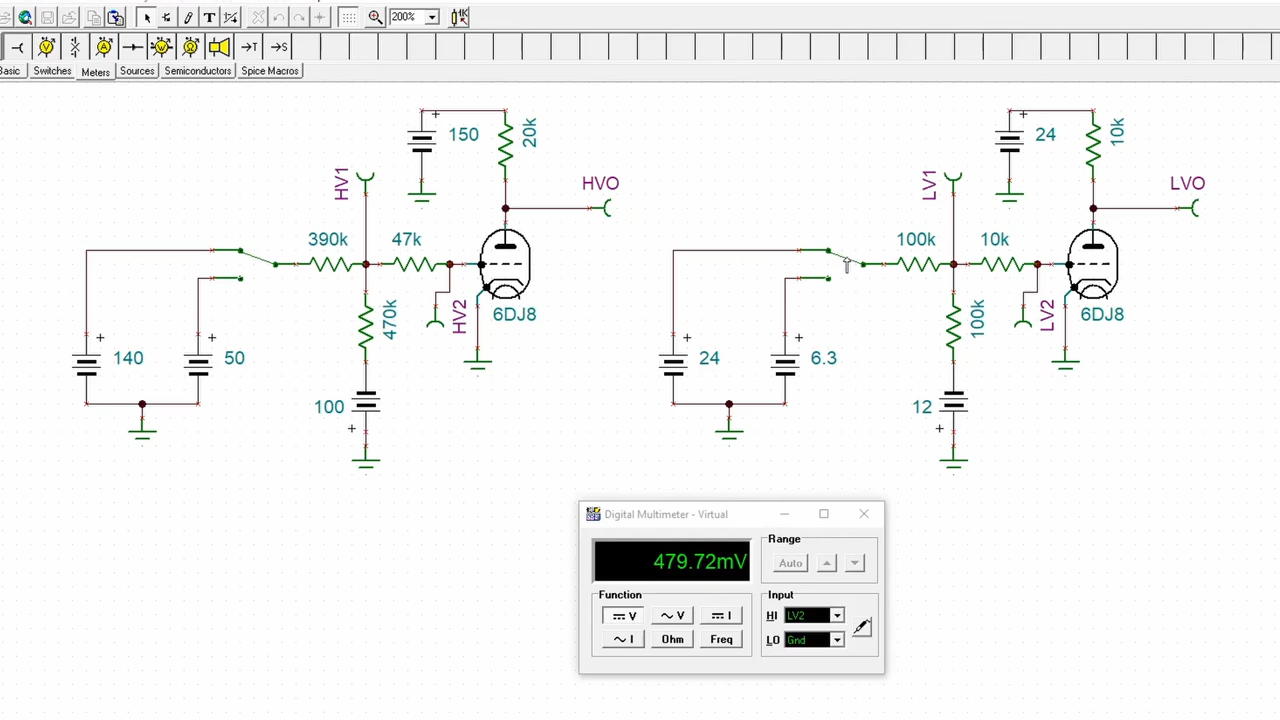 T
200%
1K
V
A
W
Ω
T
S
Basic
Switches
Meters
Sources
Semiconductors
Spice Macros
+
150
20k
HV1
HVO
390k
47k
470k
HV2
6DJ8
+
140
+
50
100
+
+
24
10k
LV1
LVO
100k
10k
100k
LV2
6DJ8
+
24
+
6.3
12
+
Digital Multimeter - Virtual
479.72mV
Range
Auto
Function
V
V
I
I
Ohm
Freq
Input
HI
LV2
LO
Gnd